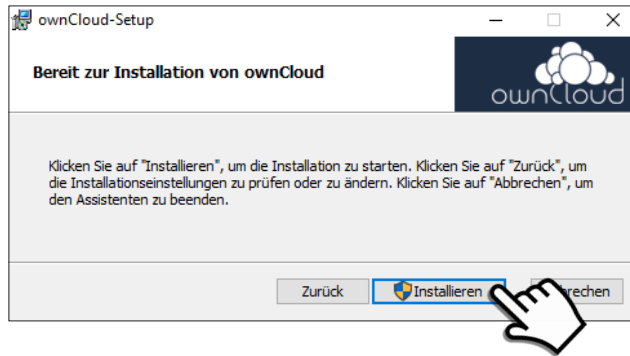 ownCloud-Setup
Bereit zur Installation von ownCloud
ownCloud
Klicken Sie auf "Installieren", um die Installation zu starten. Klicken Sie auf "Zurück", um
die Installationseinstellungen zu prüfen oder zu ändern. Klicken Sie auf "Abbrechen", um
den Assistenten zu beenden.
Zurück
Installieren